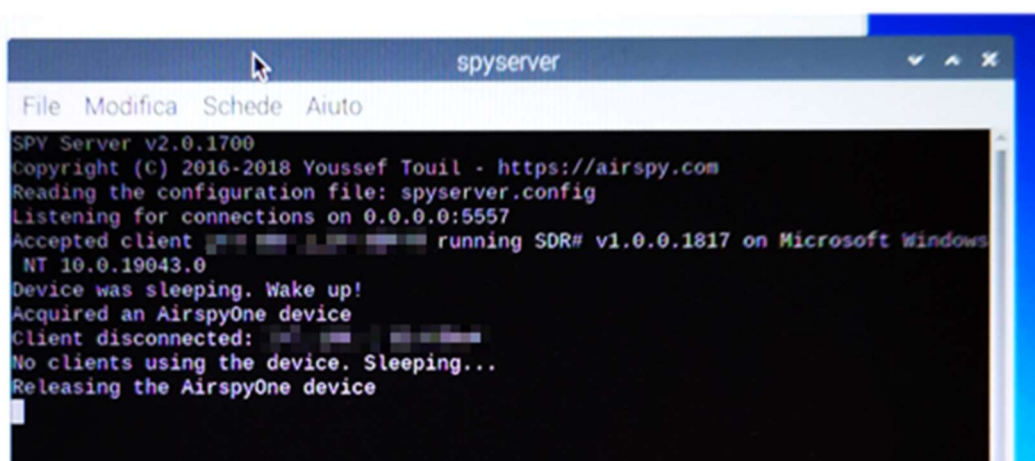 spyserver
File Modifica Schede Aiuto
SPY Server v2.0.1700
Copyright (C) 2016-2018 Youssef Touil - https://airspy.com
Reading the configuration file: spyserver.config
Listening for connections on 0.0.0.0:5557
Accepted client running SDR# v1.0.0.1817 on Microsoft Windows
NT 10.0.19043.0
Device was sleeping. Wake up!
Acquired an AirspyOne device
Client disconnected:
No clients using the device. Sleeping...
Releasing the AirspyOne device